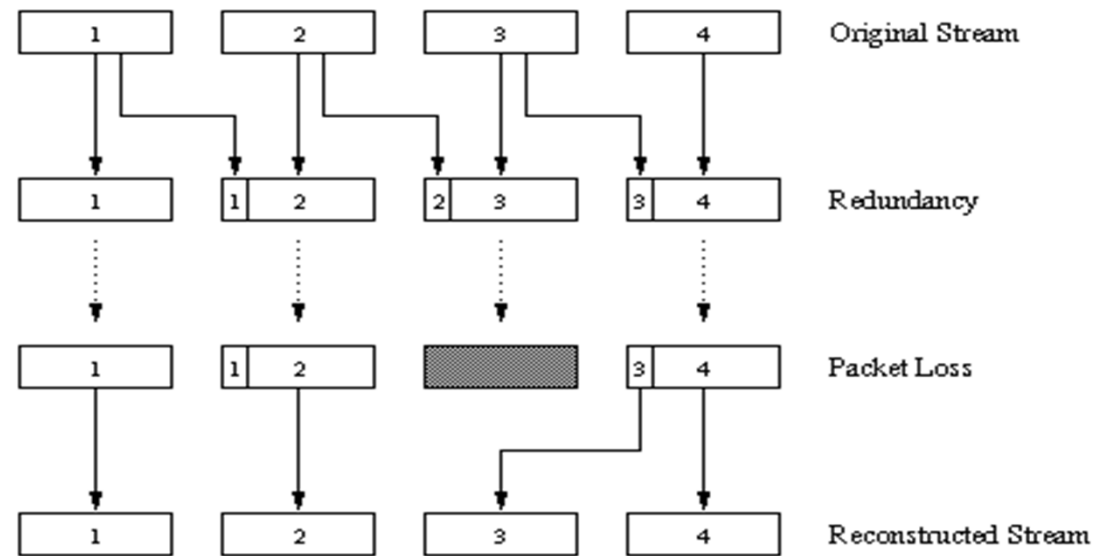 1 2 3 4 Original Stream
1 1 2 2 3 3 4 Redundancy
1 1 2 3 4 Packet Loss
1 2 3 4 Reconstructed Stream